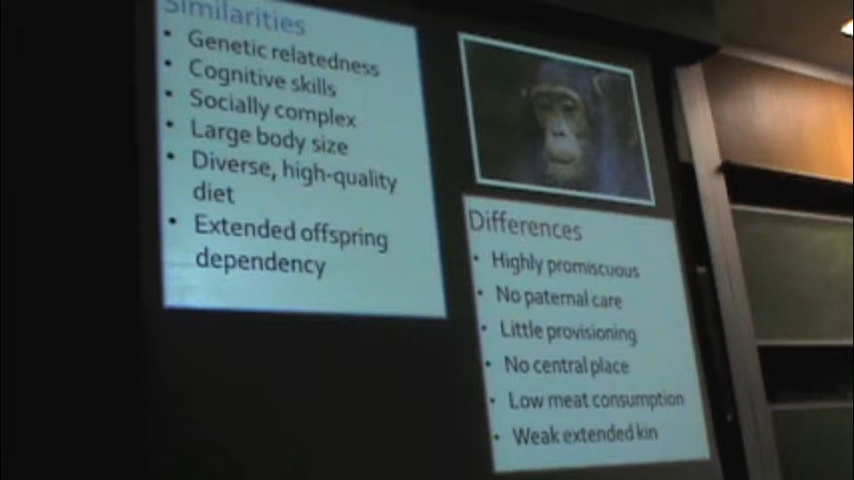 Similarities
• Genetic relatedness
• Cognitive skills
• Socially complex
• Large body size
• Diverse, high-quality
diet
• Extended offspring
dependency
Differences
• Highly promiscuous
• No paternal care
• Little provisioning
• No central place
• Low meat consumption
• Weak extended kin